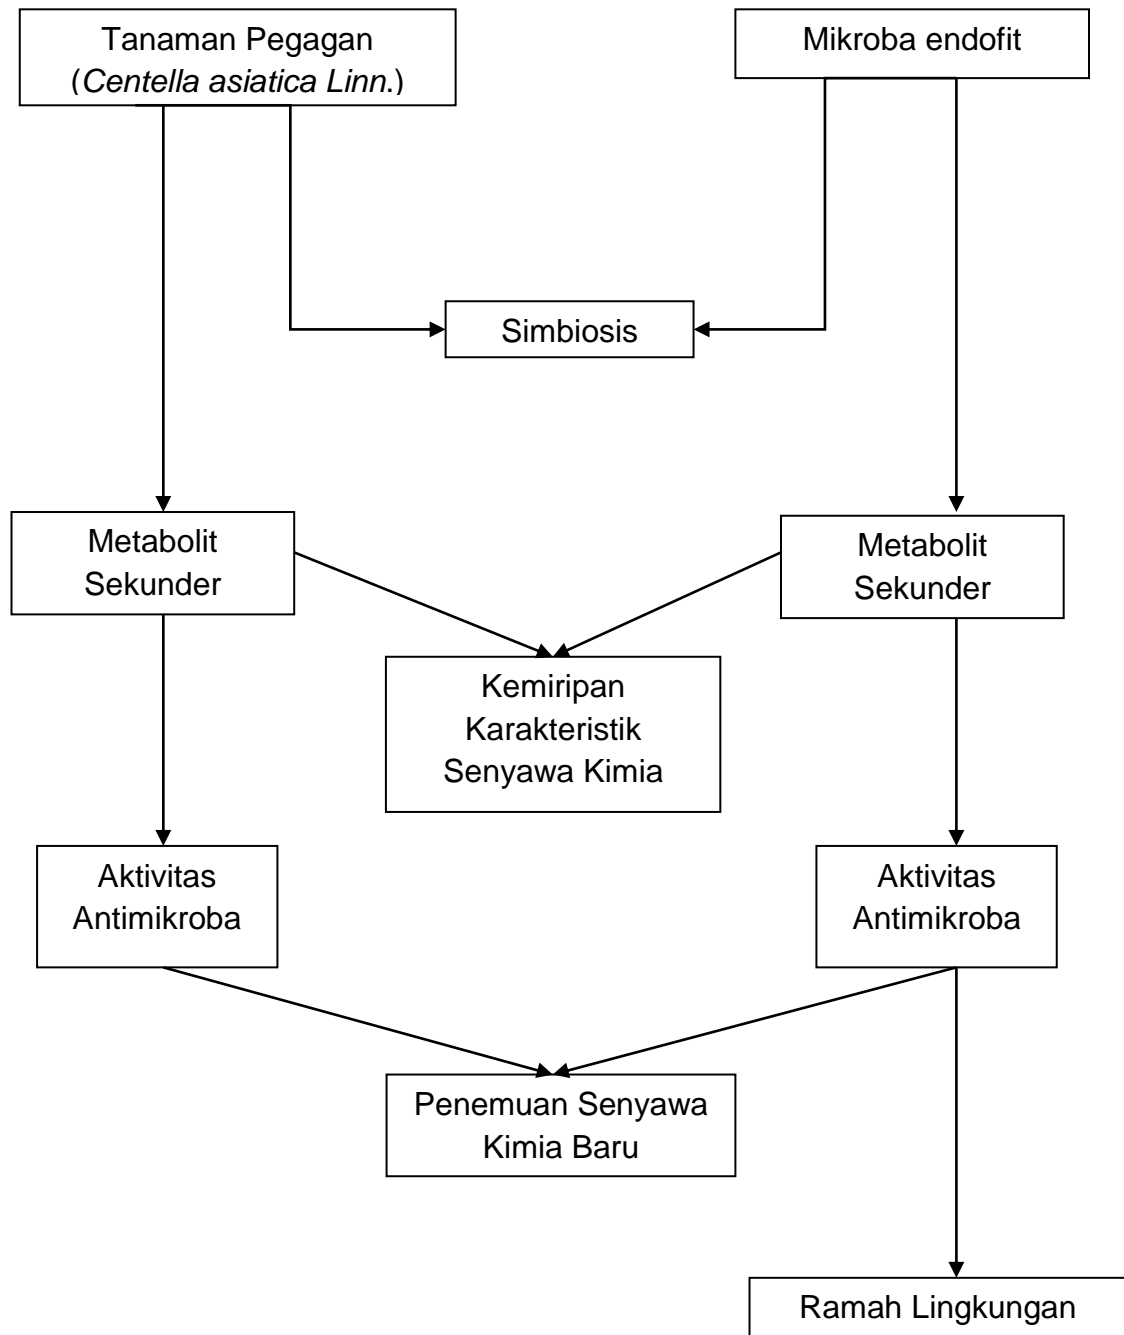 Tanaman Pegagan
(Centella asiatica Linn.)
Mikroba endofit
Simbiosis
Metabolit
Sekunder
Metabolit
Sekunder
Kemiripan
Karakteristik
Senyawa Kimia
Aktivitas
Antimikroba
Aktivitas
Antimikroba
Penemuan Senyawa
Kimia Baru
Ramah Lingkungan